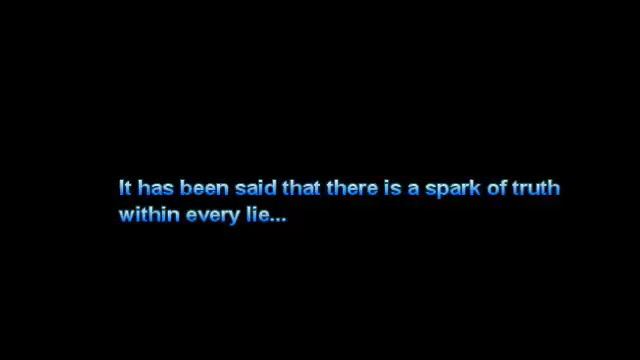 It has been said that there is a spark of truth
within every lie...